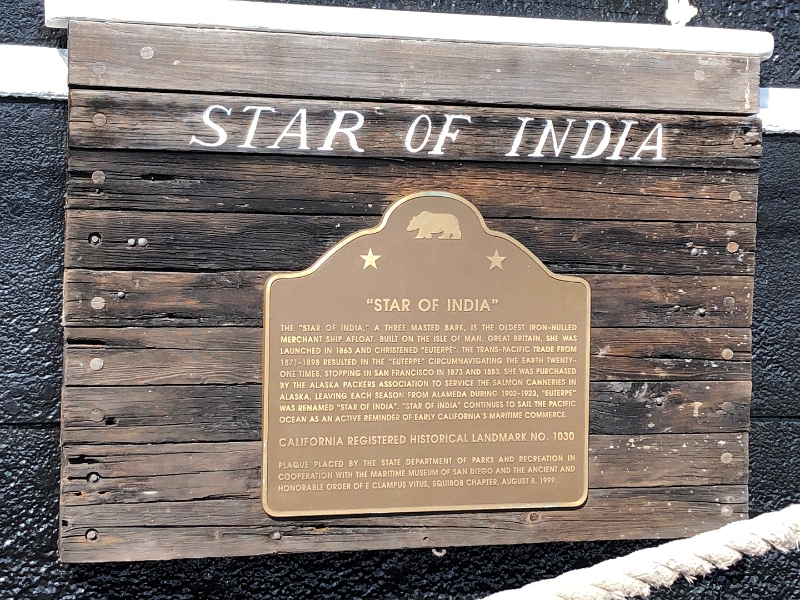 STAR OF INDIA
"STAR OF INDIA"
THE "STAR OF INDIA," A THREE MASTED BARK, IS THE OLDEST IRON-HULLED
MERCHANT SHIP AFLOAT. BUILT ON THE ISLE OF MAN, GREAT BRITAIN, SHE WAS
LAUNCHED IN 1863 AND CHRISTENED "EUTERPE". THE TRANS-PACIFIC TRADE FROM
1871-1898 RESULTED IN THE "EUTERPE" CIRCUMNAVIGATING THE EARTH TWENTY-
ONE TIMES, STOPPING IN SAN FRANCISCO IN 1873 AND 1883. SHE WAS PURCHASED
BY THE ALASKA PACKERS ASSOCIATION TO SERVICE THE SALMON CANNERIES IN
ALASKA, LEAVING EACH SEASON FROM ALAMEDA DURING 1902-1923, "EUTERPE"
WAS RENAMED "STAR OF INDIA". "STAR OF INDIA" CONTINUES TO SAIL THE PACIFIC
OCEAN AS AN ACTIVE REMINDER OF EARLY CALIFORNIA'S MARITIME COMMERCE.
CALIFORNIA REGISTERED HISTORICAL LANDMARK NO. 1030
PLAQUE PLACED BY THE STATE DEPARTMENT OF PARKS AND RECREATION IN
COOPERATION WITH THE MARITIME MUSEUM OF SAN DIEGO AND THE ANCIENT AND
HONORABLE ORDER OF E CLAMPUS VITUS, SQUIBOB CHAPTER, AUGUST 8, 1999.